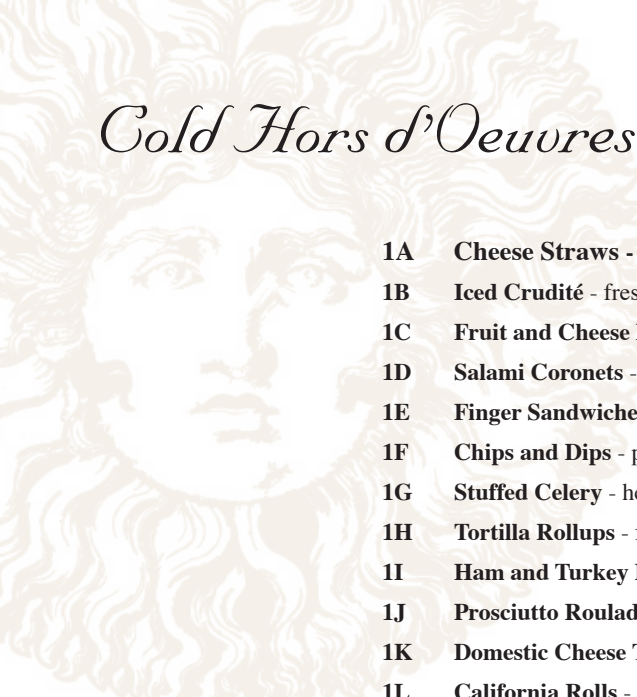 Cold Hors d'Oeuvres
1A Cheese Straws -
1B Iced Crudité - fres
1C Fruit and Cheese
1D Salami Coronets -
1E Finger Sandwiche
1F Chips and Dips - p
1G Stuffed Celery - he
1H Tortilla Rollups -
1I Ham and Turkey
1J Prosciutto Roulad
1K Domestic Cheese T
1L California Rolls -